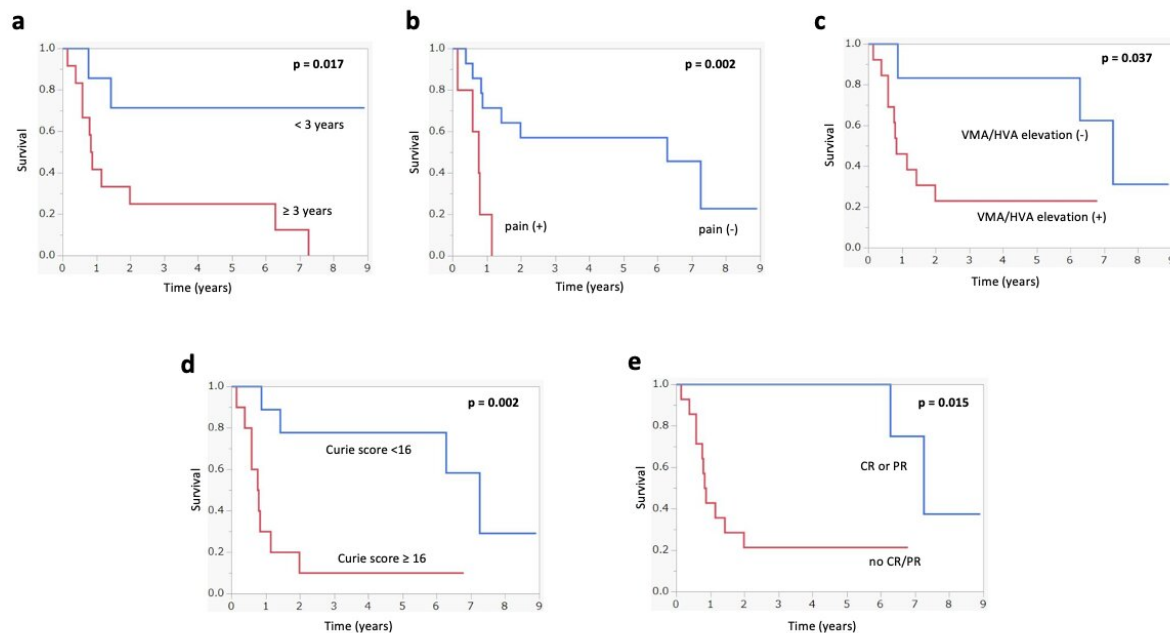 a
p = 0.017
1.0
0.8
0.6
0.4
0.2
0.0
Survival
< 3 years
≥ 3 years
0 1 2 3 4 5 6 7 8 9
Time (years)
b
p = 0.002
1.0
0.8
0.6
0.4
0.2
0.0
Survival
pain (+)
pain (-)
0 1 2 3 4 5 6 7 8 9
Time (years)
c
p = 0.037
1.0
0.8
0.6
0.4
0.2
0.0
Survival
VMA/HVA elevation (-)
VMA/HVA elevation (+)
0 1 2 3 4 5 6 7 8 9
Time (years)
d
p = 0.002
1.0
0.8
0.6
0.4
0.2
0.0
Survival
Curie score <16
Curie score ≥ 16
0 1 2 3 4 5 6 7 8 9
Time (years)
e
p = 0.015
1.0
0.8
0.6
0.4
0.2
0.0
Survival
CR or PR
no CR/PR
0 1 2 3 4 5 6 7 8 9
Time (years)